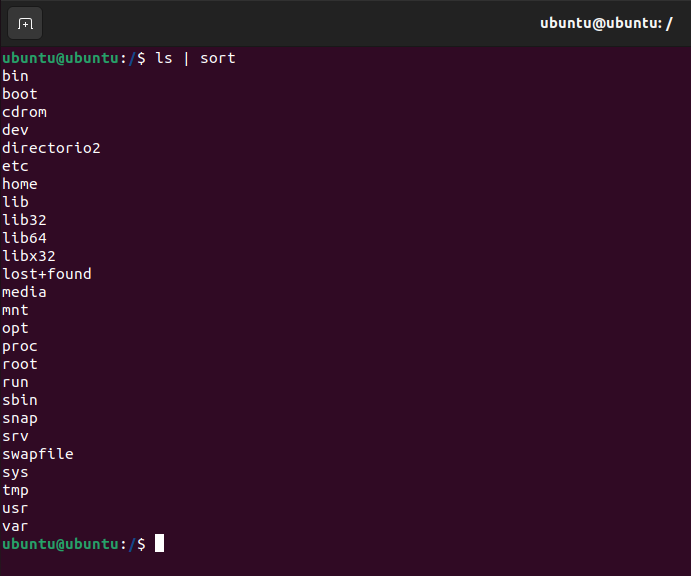 ubuntu@ubuntu: /
ubuntu@ubuntu:/$ ls | sort
bin
boot
cdrom
dev
directorio2
etc
home
lib
lib32
lib64
libx32
lost+found
media
mnt
opt
proc
root
run
sbin
snap
srv
swapfile
sys
tmp
usr
var
ubuntu@ubuntu:/$